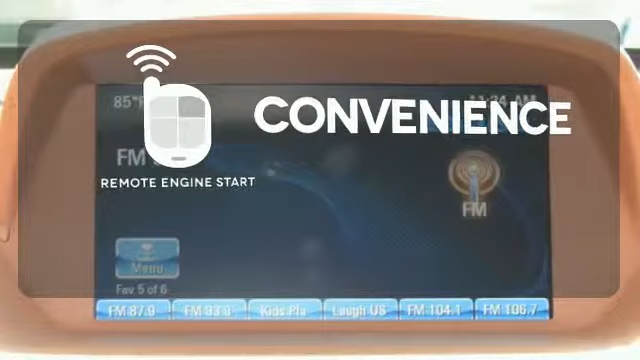 85°F
CONVENIENCE
FM
REMOTE ENGINE START
FM
Menu
Fav 5 of 6
FM 87.9 FM 93.9 Kids Pla Laugh US FM 104.1 FM 106.7